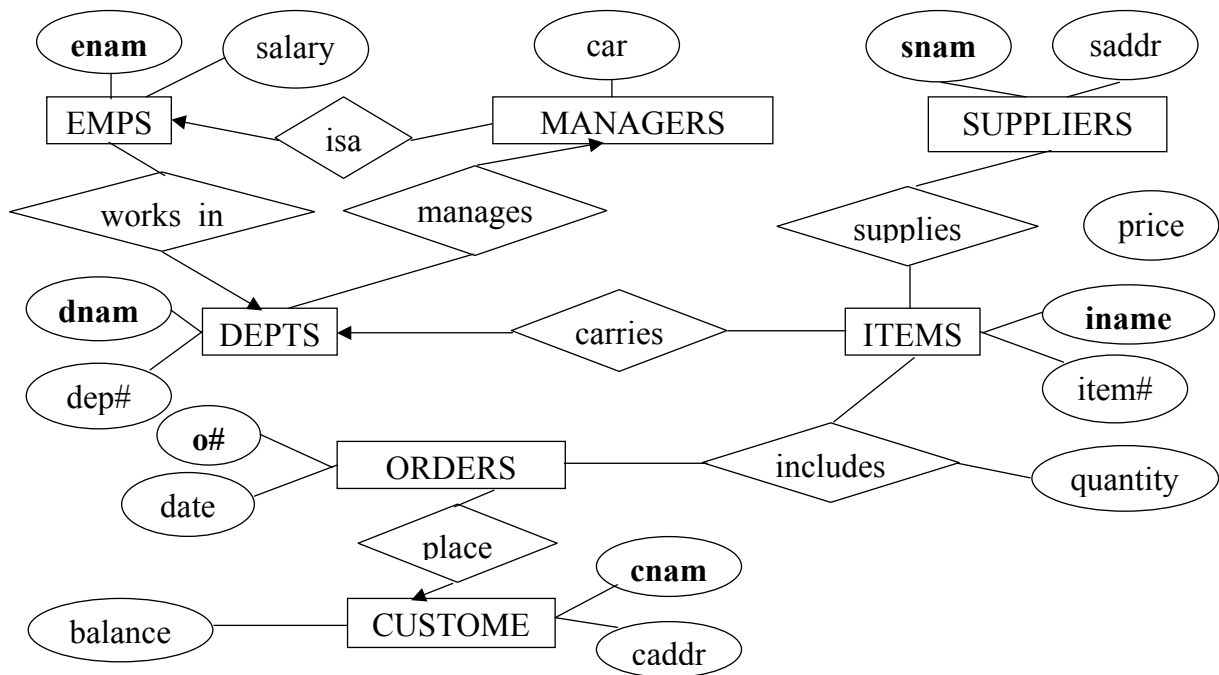 enam
salary
car
snam
saddr
EMPS
isa
MANAGERS
SUPPLIERS
works in
manages
supplies
price
dnam
DEPTS
carries
ITEMS
iname
dep#
item#
o#
ORDERS
includes
date
quantity
place
cnam
balance
CUSTOME
caddr